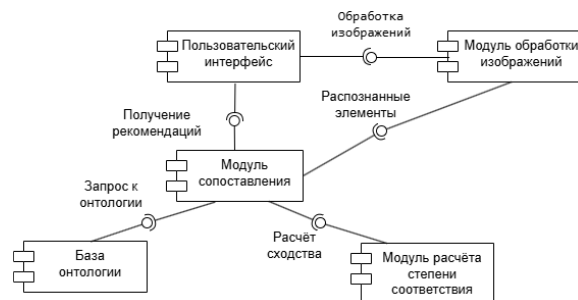 Обработка
изображений
Пользовательский
интерфейс
Модуль обработки
изображений
Получение
рекомендаций
Распознанные
элементы
Модуль
сопоставления
Запрос к
онтологии
Расчёт
сходства
База
онтологии
Модуль расчёта
степени
соответствия